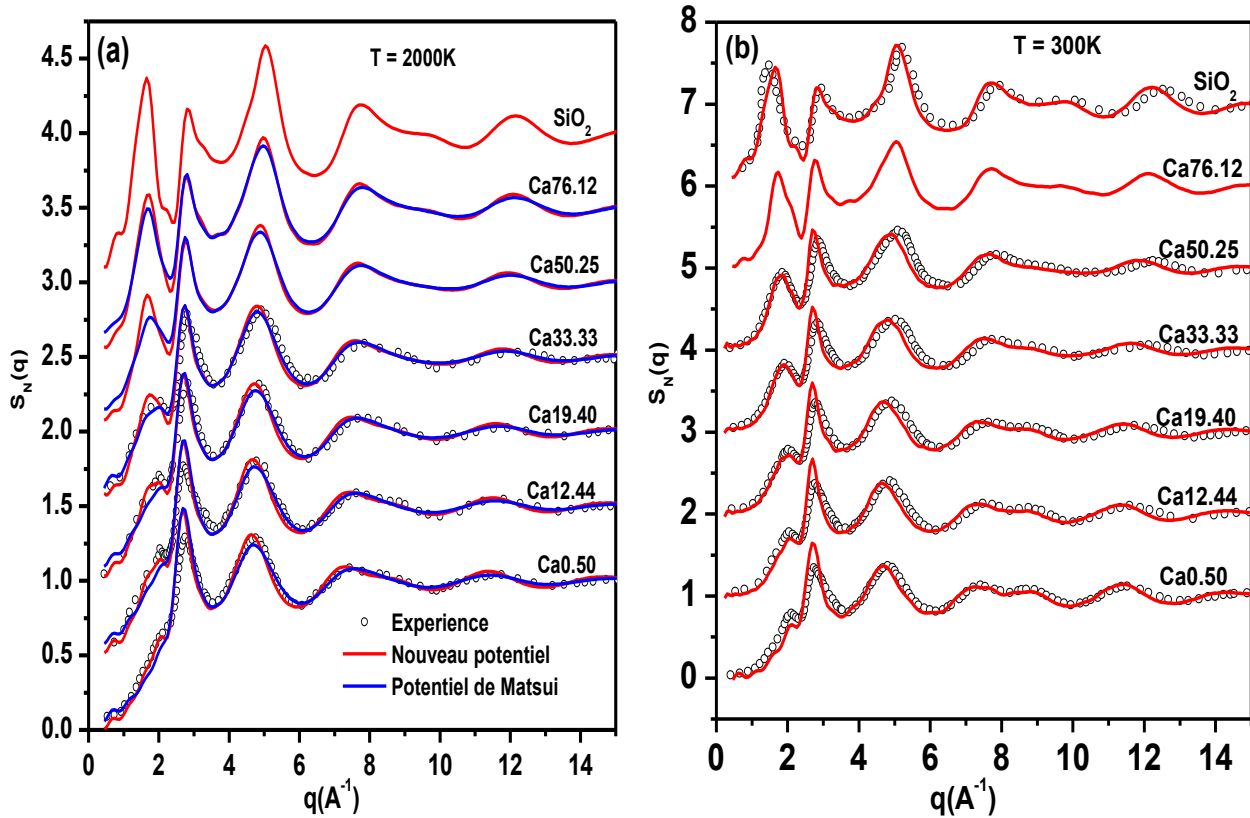 (a)
T = 2000K
SiO2
Ca76.12
Ca50.25
Ca33.33
Ca19.40
Ca12.44
Ca0.50
Experience
Nouveau potentiel
Potentiel de Matsui
4.5
4.0
3.5
3.0
2.5
2.0
1.5
1.0
0.5
0.0
SN(q)
0 2 4 6 8 10 12 14
q(A-1)
(b)
T = 300K
SiO2
Ca76.12
Ca50.25
Ca33.33
Ca19.40
Ca12.44
Ca0.50
8
7
6
5
4
3
2
1
0
SN(q)
0 2 4 6 8 10 12 14
q(A-1)